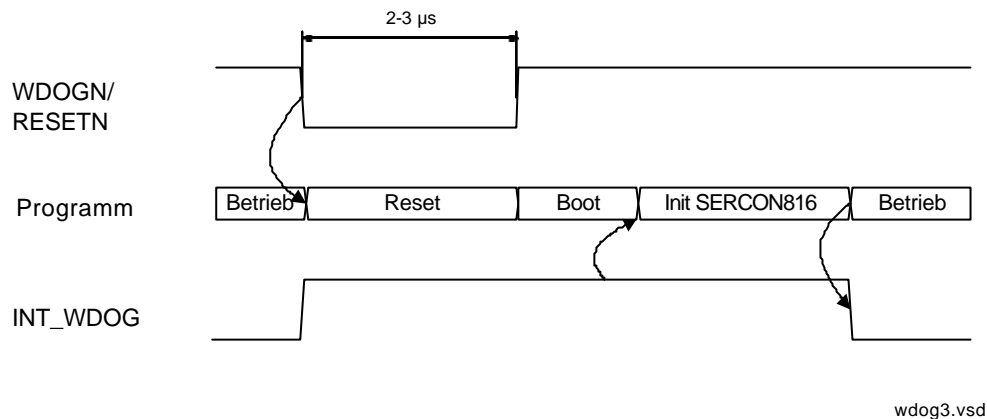 2-3 µs
WDOGN/
RESETN
Programm
Betrieb
Reset
Boot
Init SERCON816
Betrieb
INT_WDOG
wdog3.vsd